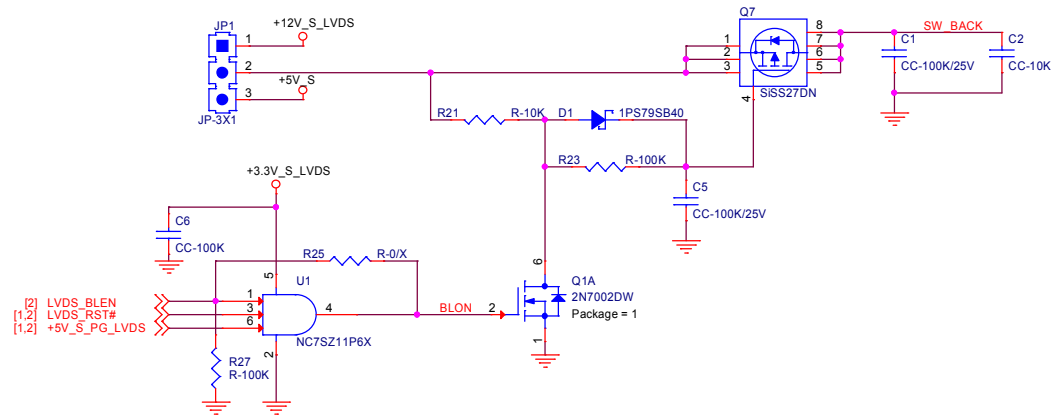 JP1
+12V_S_LVDS
1
2
+5V_S
3
JP-3X1
Q7
8
SW_BACK
1
7
2
6
3
5
SiSS27DN
4
C1
CC-100K/25V
C2
CC-10K
R21
R-10K
D1
1PS79SB40
R23
R-100K
C5
CC-100K/25V
+3.3V_S_LVDS
C6
CC-100K
R25
R-0/X
5
U1
[2] LVDS_BLEN
1
[1,2] LVDS_RST#
3
4
[1,2] +5V_S_PG_LVDS
6
NC7SZ11P6X
2
R27
R-100K
BLON
2
6
Q1A
2N7002DW
Package = 1
1